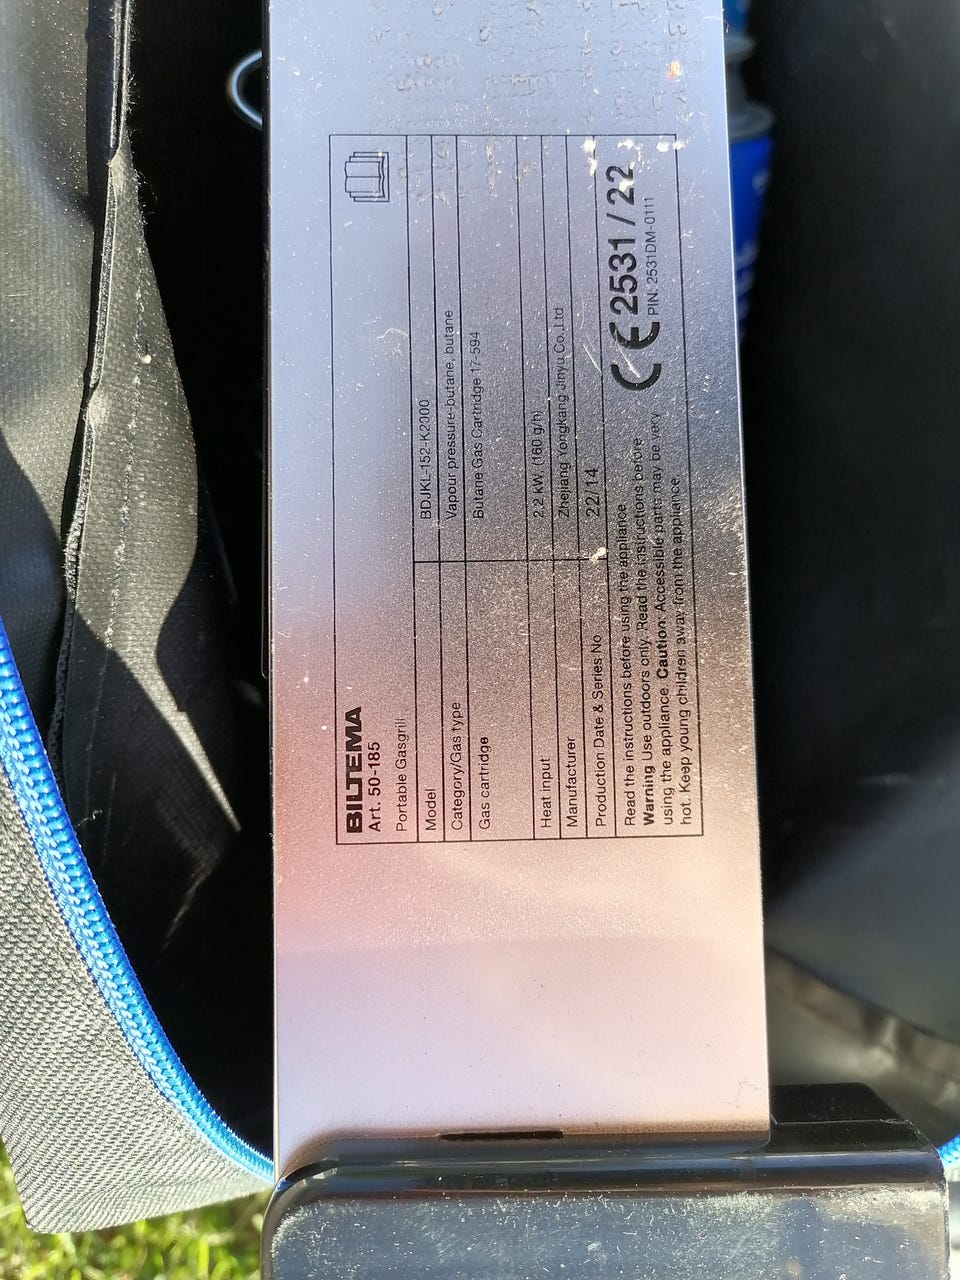 BILTEMA
Art. 50-185
Portable Gasgrill
Model BDJKL-152-K2000
Category/Gas type Vapour pressure-butane, butane
Gas cartridge Butane Gas Cartridge 17-594
Heat input 2.2 kW, (160 g/h)
Manufacturer Zhejiang Yongkang Jinyu Co.,Ltd
Production Date & Series No 22/14
Read the instructions before using the appliance
Warning Use outdoors only. Read the instructions before
using the appliance. Caution: Accessible parts may be very
hot. Keep young children away from the appliance.
CE 2531 / 22
PIN: 2531DM-0111